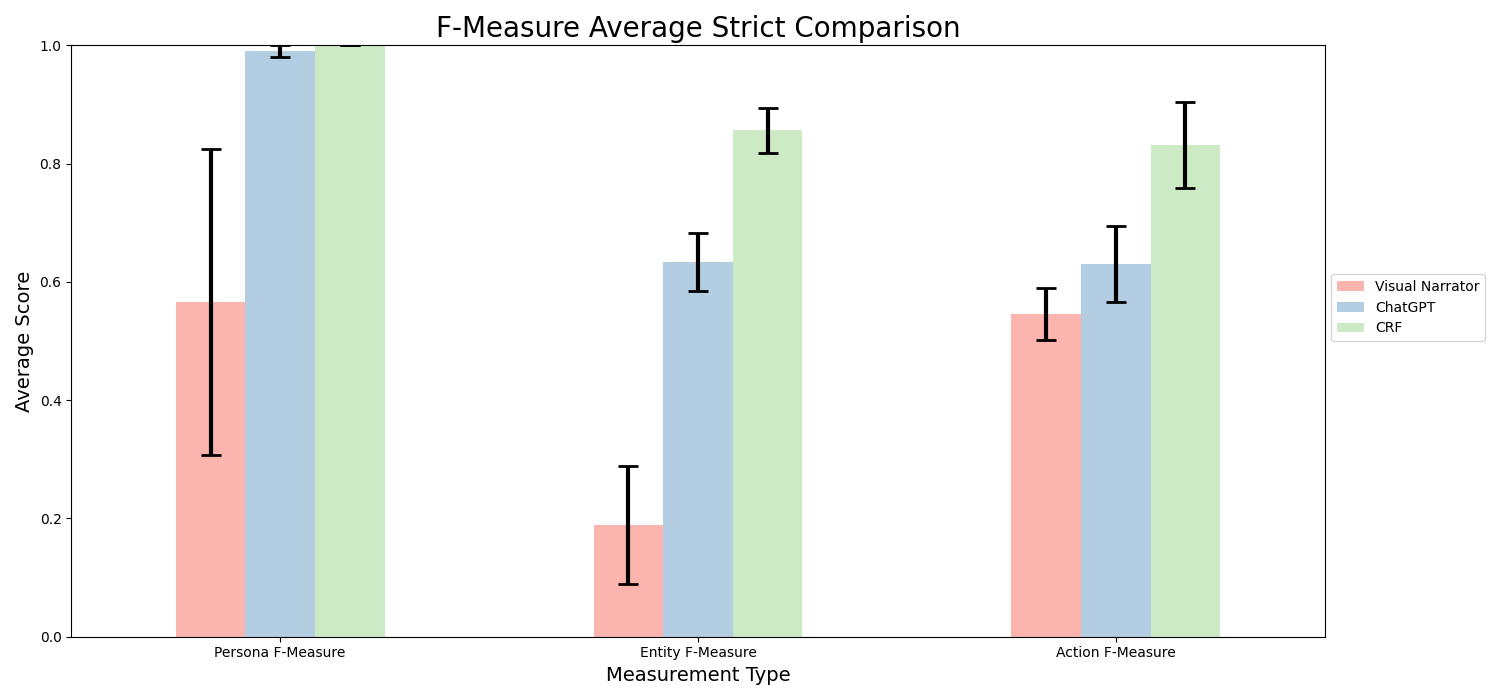 F-Measure Average Strict Comparison
1.0
0.8
0.6
0.4
0.2
0.0
Average Score
Persona F-Measure
Entity F-Measure
Action F-Measure
Measurement Type
Visual Narrator
ChatGPT
CRF